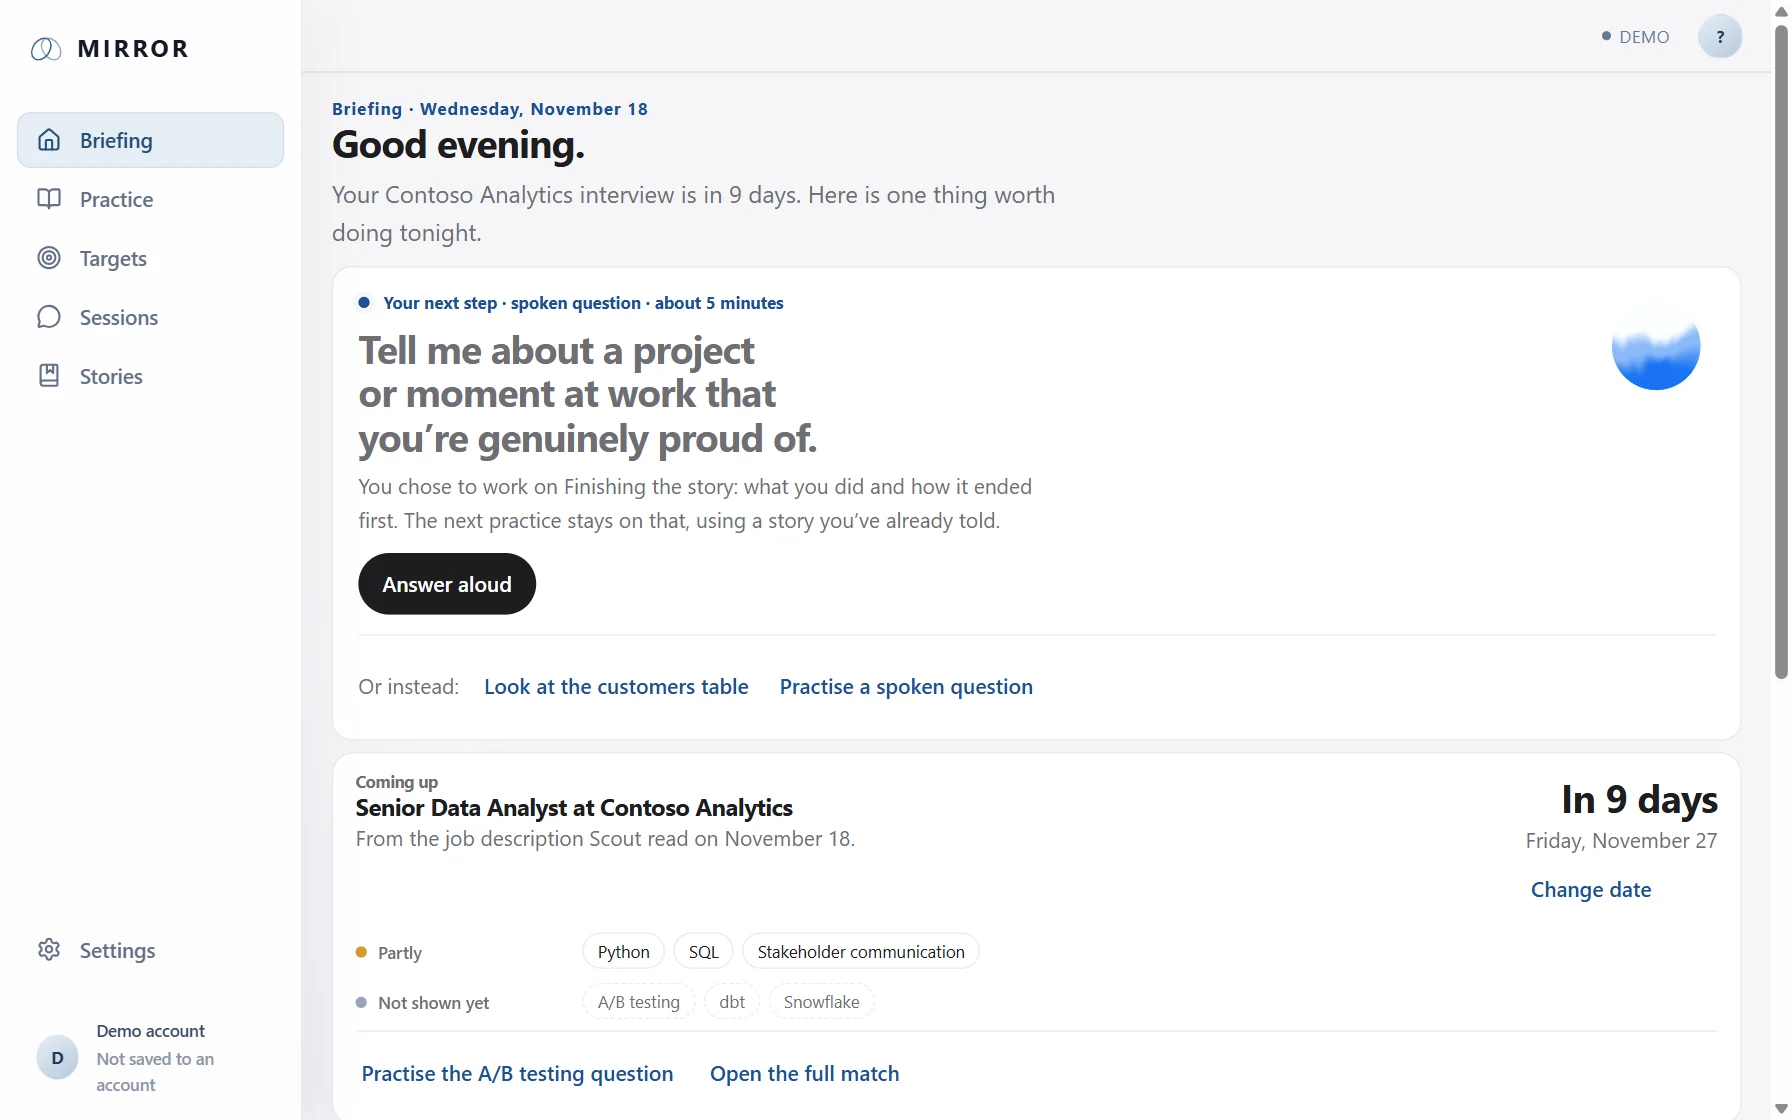 MIRROR
DEMO
?
Briefing
Practice
Targets
Sessions
Stories
Settings
D
Demo account
Not saved to an
account
Briefing · Wednesday, November 18
Good evening.
Your Contoso Analytics interview is in 9 days. Here is one thing worth
doing tonight.
Your next step · spoken question · about 5 minutes
Tell me about a project
or moment at work that
you’re genuinely proud of.
You chose to work on Finishing the story: what you did and how it ended
first. The next practice stays on that, using a story you’ve already told.
Answer aloud
Or instead: Look at the customers table Practise a spoken question
Coming up
Senior Data Analyst at Contoso Analytics
From the job description Scout read on November 18.
In 9 days
Friday, November 27
Change date
Partly Python SQL Stakeholder communication
Not shown yet A/B testing dbt Snowflake
Practise the A/B testing question Open the full match